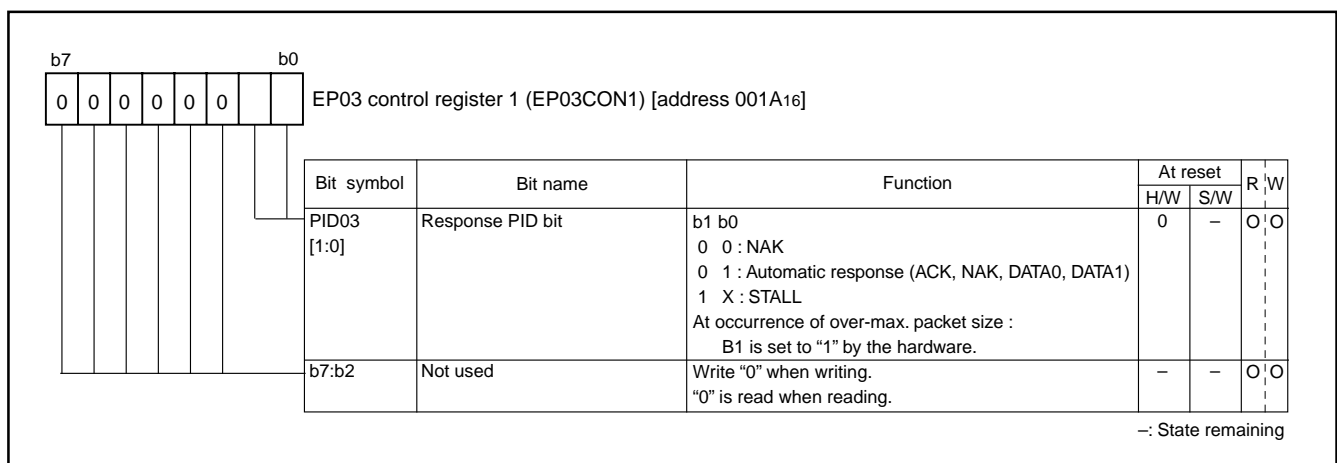 b7 b0
0 0 0 0 0 0
EP03 control register 1 (EP03CON1) [address 001A16]
Bit symbol Bit name Function At reset R W
H/W S/W
PID03 Response PID bit b1 b0 0 – O O
[1:0] 0 0 : NAK
0 1 : Automatic response (ACK, NAK, DATA0, DATA1)
1 X : STALL
At occurrence of over-max. packet size :
B1 is set to “1” by the hardware.
b7:b2 Not used Write “0” when writing. – – O O
“0” is read when reading.
–: State remaining